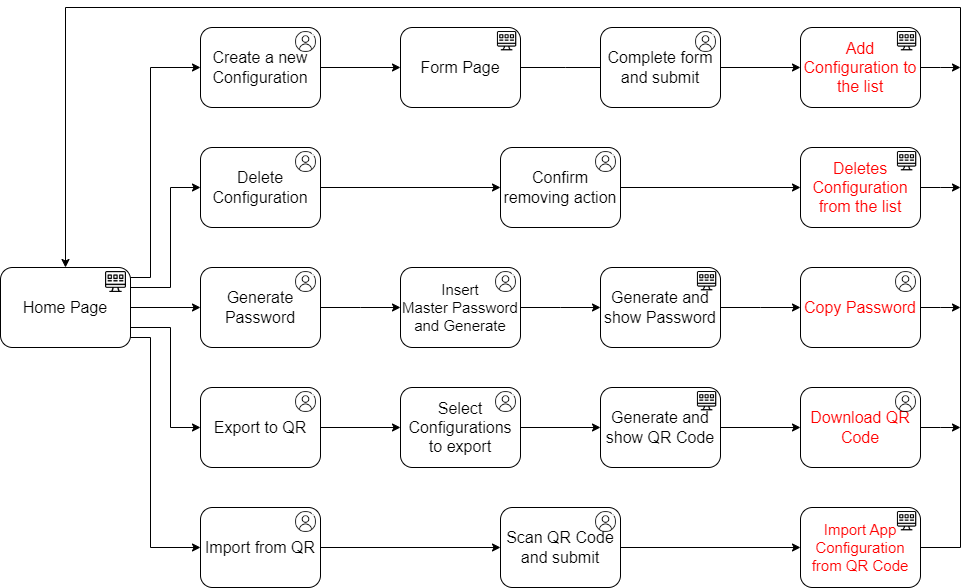 Create a new
Configuration
Form Page
Complete form
and submit
Add
Configuration to
the list
Delete
Configuration
Confirm
removing action
Deletes
Configuration
from the list
Home Page
Generate
Password
Insert
Master Password
and Generate
Generate and
show Password
Copy Password
Export to QR
Select
Configurations
to export
Generate and
show QR Code
Download QR
Code
Import from QR
Scan QR Code
and submit
Import App
Configuration
from QR Code